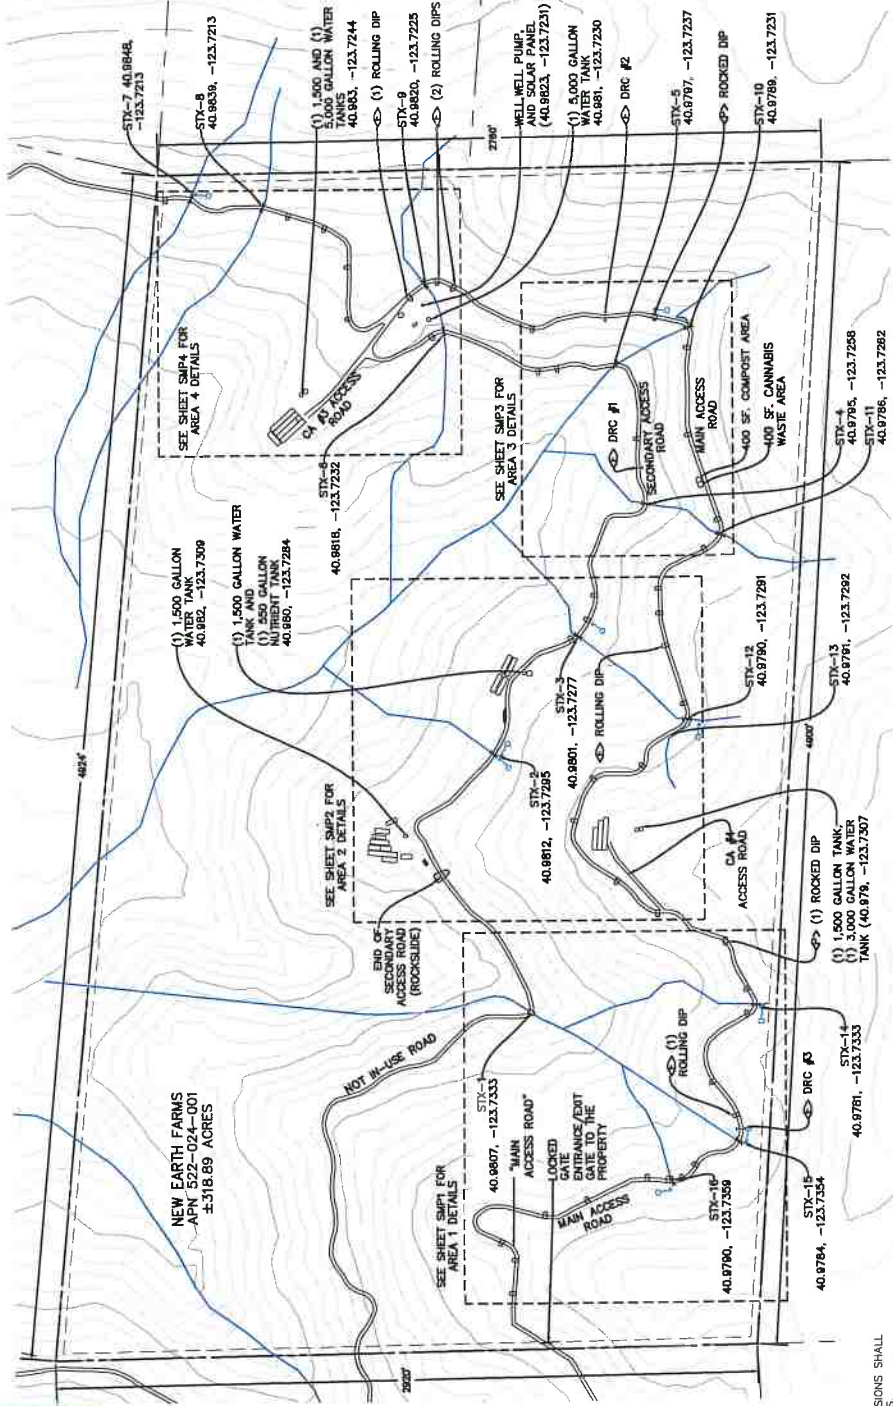 NEW EARTH FARMS
APN 522-024-001
±318.89 ACRES
4924'
2920'
4900'
2760'
NOT IN-USE ROAD
SEE SHEET SMP1 FOR
AREA 1 DETAILS
STX-1
40.9807, -123.7333
"MAIN
ACCESS ROAD"
LOCKED
GATE
ENTRANCE/EXIT
GATE TO THE
PROPERTY
MAIN ACCESS
ROAD
<E> (1)
ROLLING DIP
STX-16
40.9790, -123.7359
STX-15
40.9784, -123.7354
<E> DRC #3
STX-14
40.9781, -123.7333
END OF
SECONDARY
ACCESS ROAD
(ROCKSLIDE)
SEE SHEET SMP2 FOR
AREA 2 DETAILS
(1) 1,500 GALLON
WATER TANK
40.982, -123.7309
(1) 1,500 GALLON WATER
TANK AND
(1) 550 GALLON
NUTRIENT TANK
40.980, -123.7284
STX-2
40.9812, -123.7295
STX-3
40.9801, -123.7277
<E> ROLLING DIP
CA #4
ACCESS ROAD
<P> (1) ROCKED DIP
(1) 1,500 GALLON TANK,
(1) 3,000 GALLON WATER
TANK (40.979, -123.7307
STX-12
40.9790, -123.7291
STX-13
40.9791, -123.7292
SEE SHEET SMP3 FOR
AREA 3 DETAILS
<E> DRC #1
SECONDARY ACCESS
ROAD
MAIN ACCESS
ROAD
400 SF. COMPOST AREA
400 SF. CANNABIS
WASTE AREA
STX-4
40.9795, -123.7258
STX-11
40.9786, -123.7262
SEE SHEET SMP4 FOR
AREA 4 DETAILS
CA #3 ACCESS
ROAD
STX-6
40.9818, -123.7232
STX-7 40.9848,
-123.7213
STX-8
40.9839, -123.7213
(1) 1,500 AND (1)
5,000 GALLON WATER
TANKS
40.983, -123.7244
<E> (1) ROLLING DIP
STX-9
40.9820, -123.7225
<E> (2) ROLLING DIPS
WELL, WELL PUMP,
AND SOLAR PANEL
(40.9823, -123.7231)
(1) 5,000 GALLON
WATER TANK
40.981, -123.7230
<E> DRC #2
STX-5
40.9797, -123.7237
<P> ROCKED DIP
STX-10
40.9789, -123.7231
SIONS SHALL